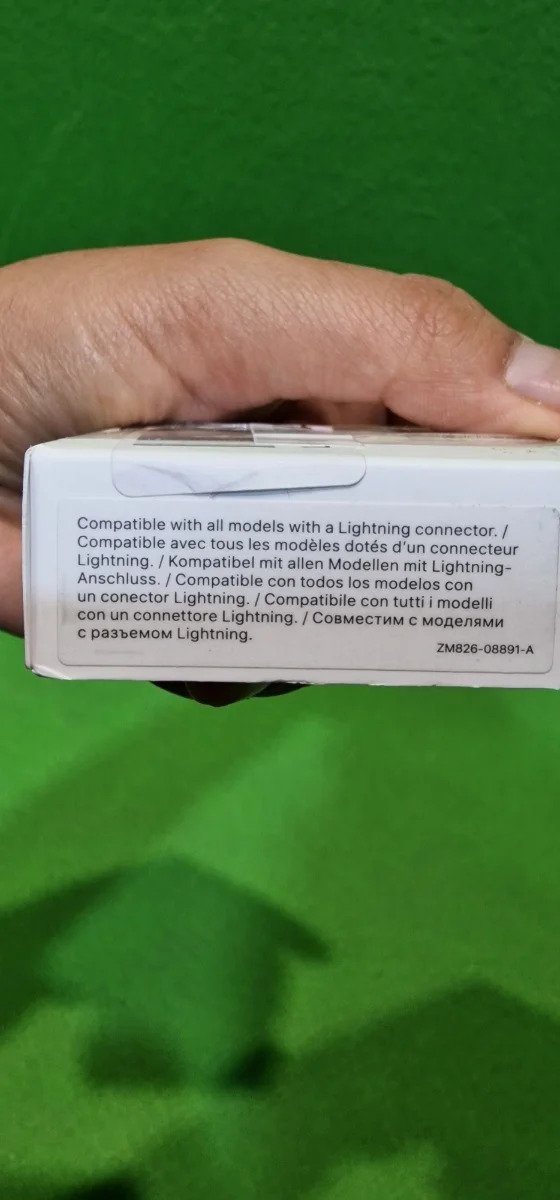 Compatible with all models with a Lightning connector. /
Compatible avec tous les modèles dotés d'un connecteur
Lightning. / Kompatibel mit allen Modellen mit Lightning-
Anschluss. / Compatible con todos los modelos con
un conector Lightning. / Compatibile con tutti i modelli
con un connettore Lightning. / Совместим с моделями
с разъемом Lightning.
ZM826-08891-A